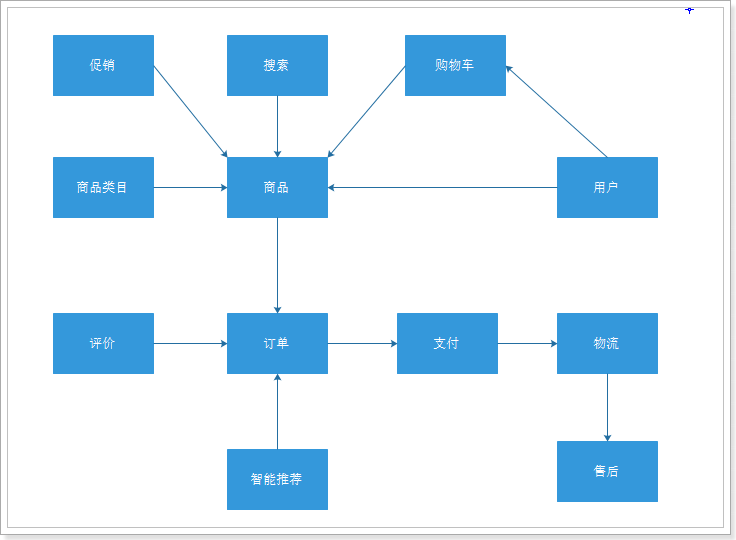 促销
搜索
购物车
商品类目
商品
用户
评价
订单
支付
物流
智能推荐
售后